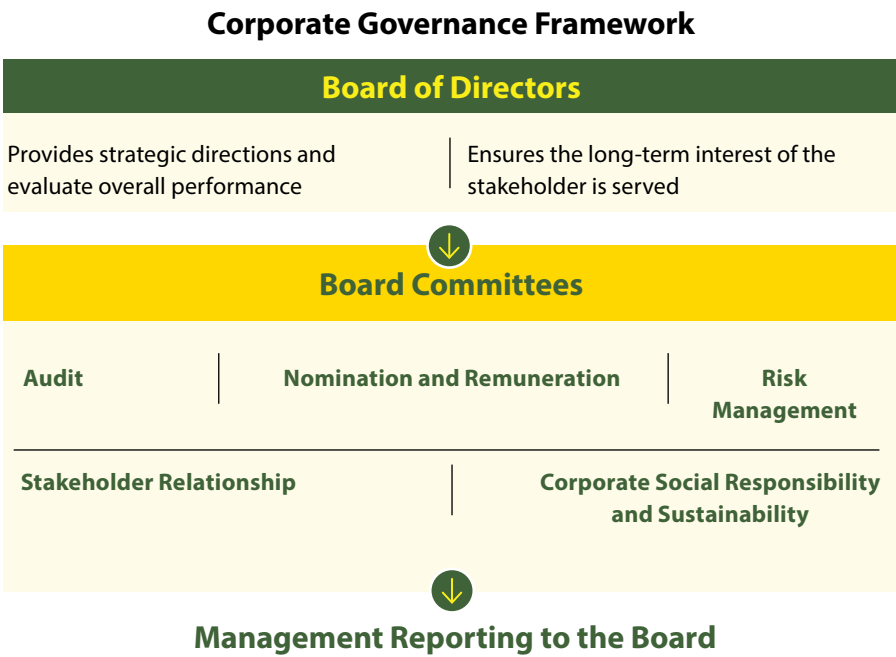 Corporate Governance Framework
Board of Directors
Provides strategic directions and
evaluate overall performance
Ensures the long-term interest of the
stakeholder is served
Board Committees
Audit
Nomination and Remuneration
Risk
Management
Stakeholder Relationship
Corporate Social Responsibility
and Sustainability
Management Reporting to the Board